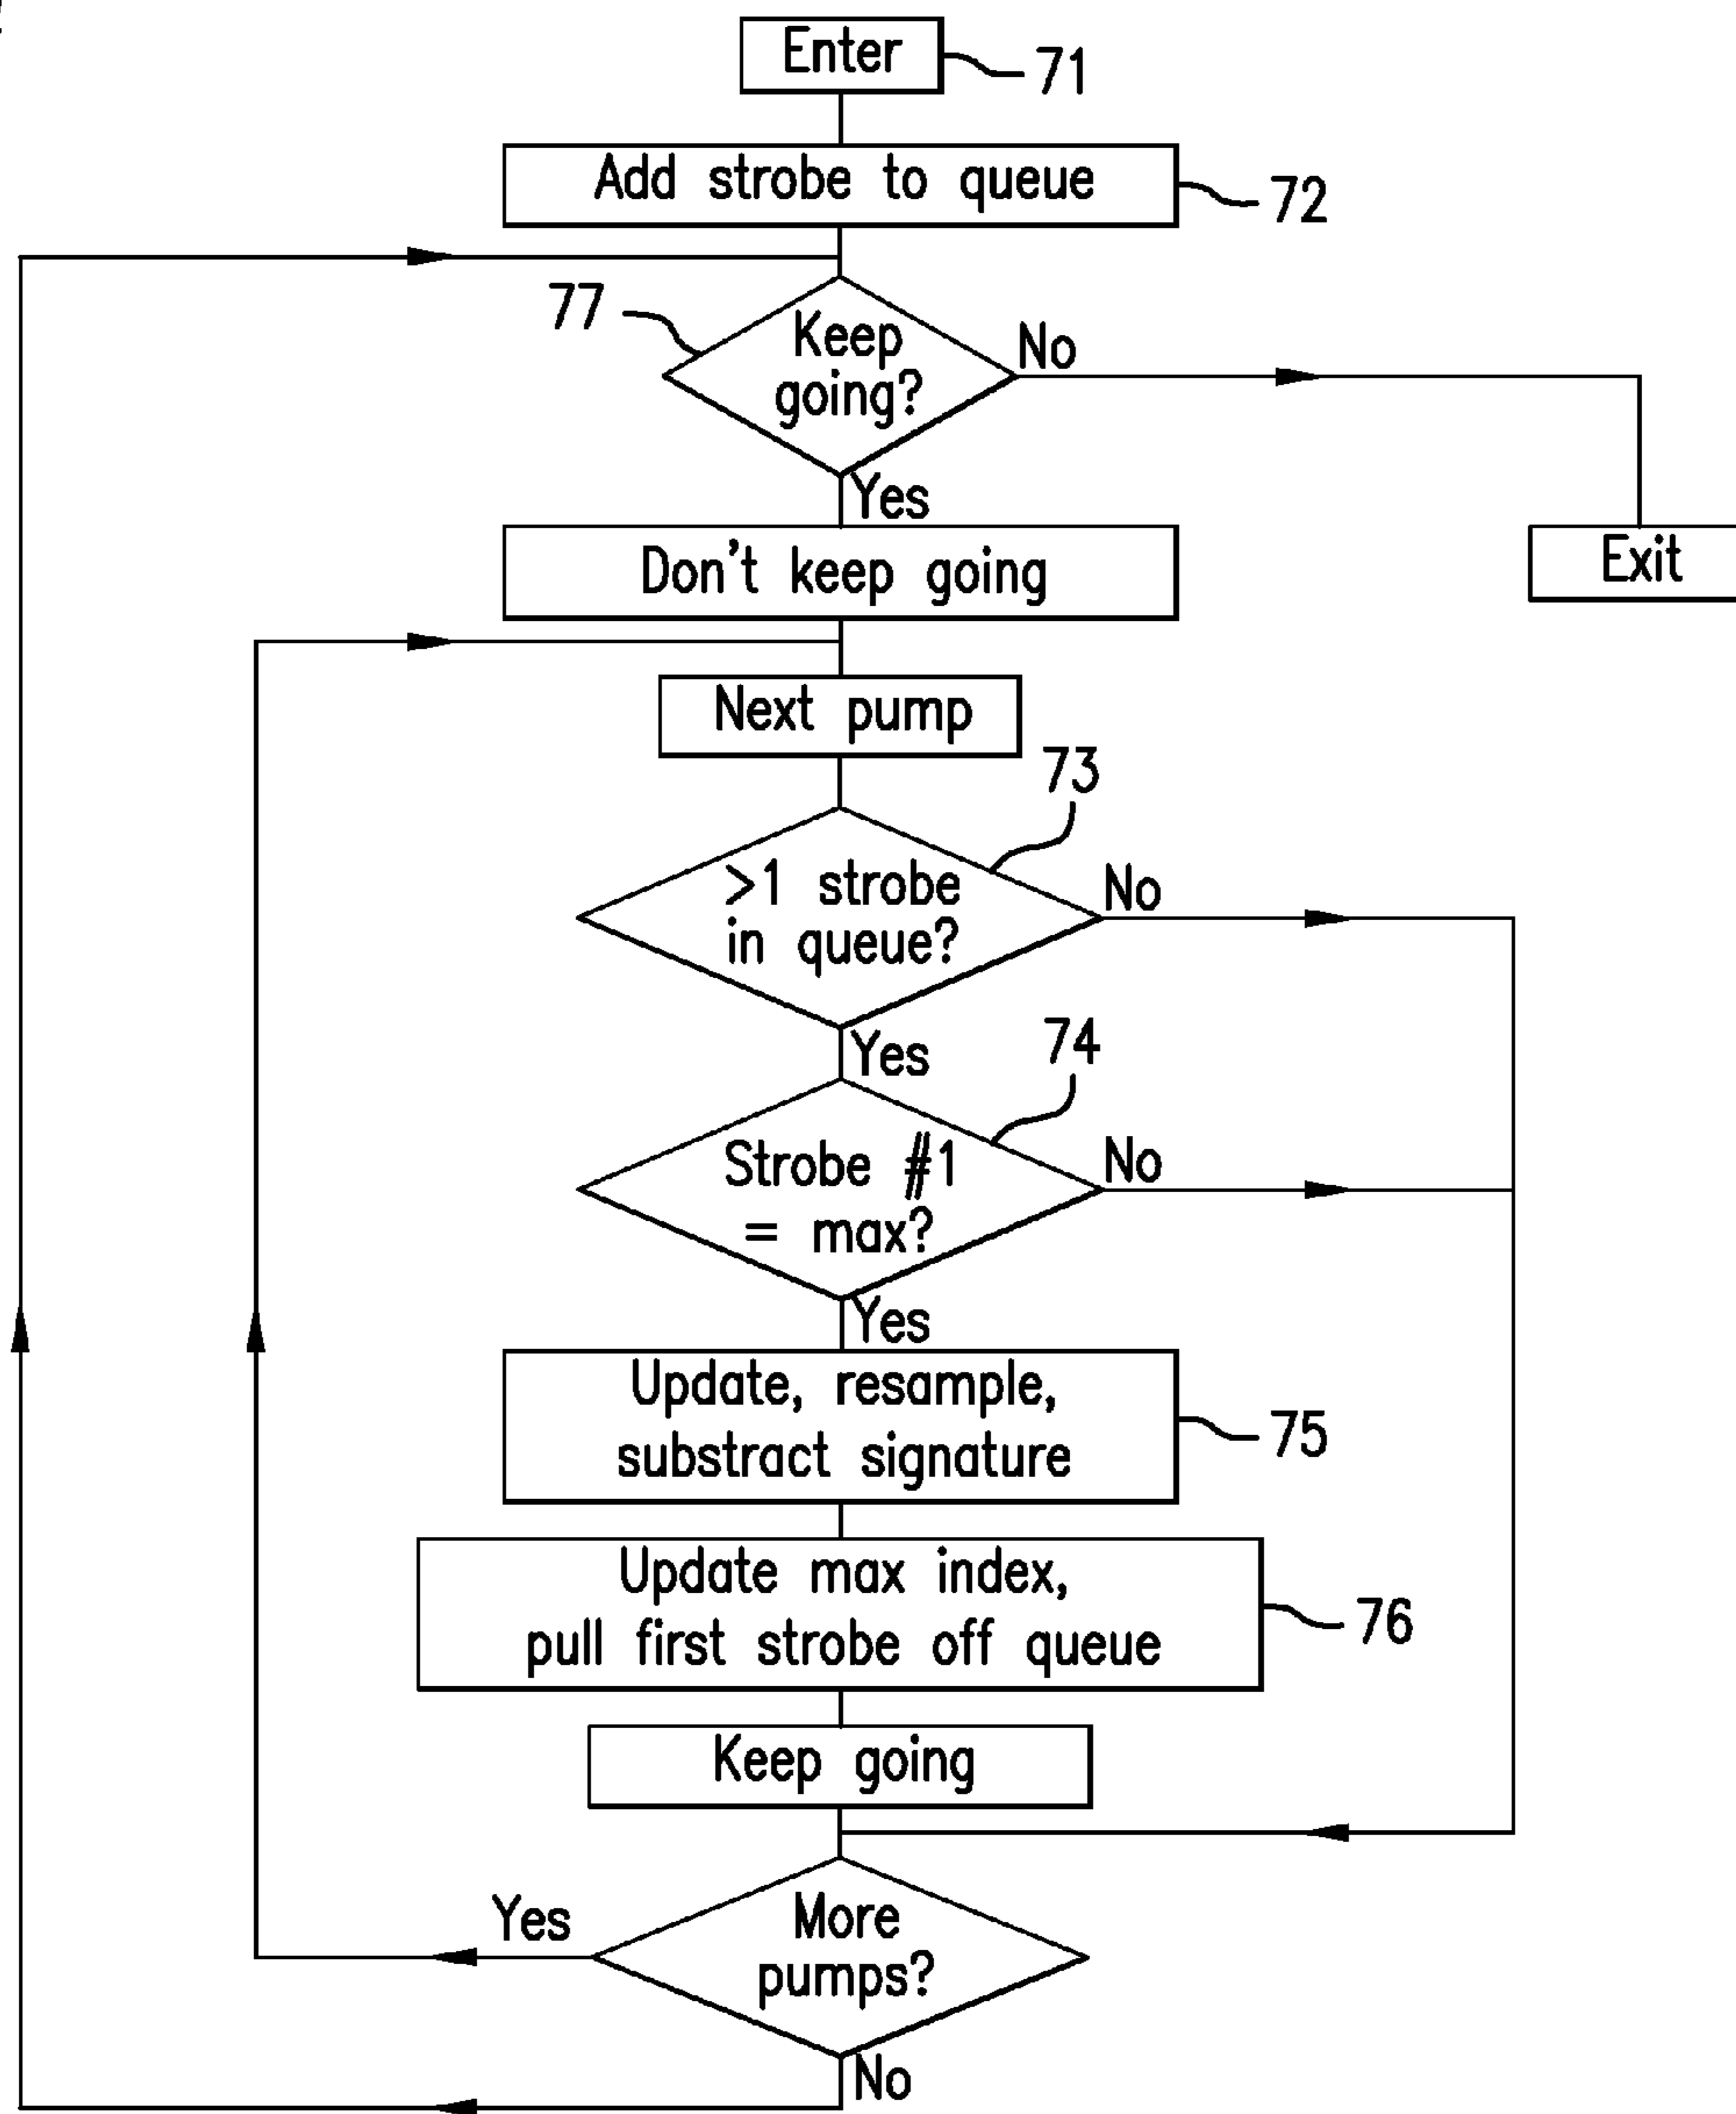 Enter
71
Add strobe to queue
72
77
Keep
going?
No
Yes
Don't keep going
Exit
Next pump
73
>1 strobe
in queue?
No
Yes
74
Strobe #1
= max?
No
Yes
Update, resample,
substract signature
75
Update max index,
pull first strobe off queue
76
Keep going
More
pumps?
Yes
No